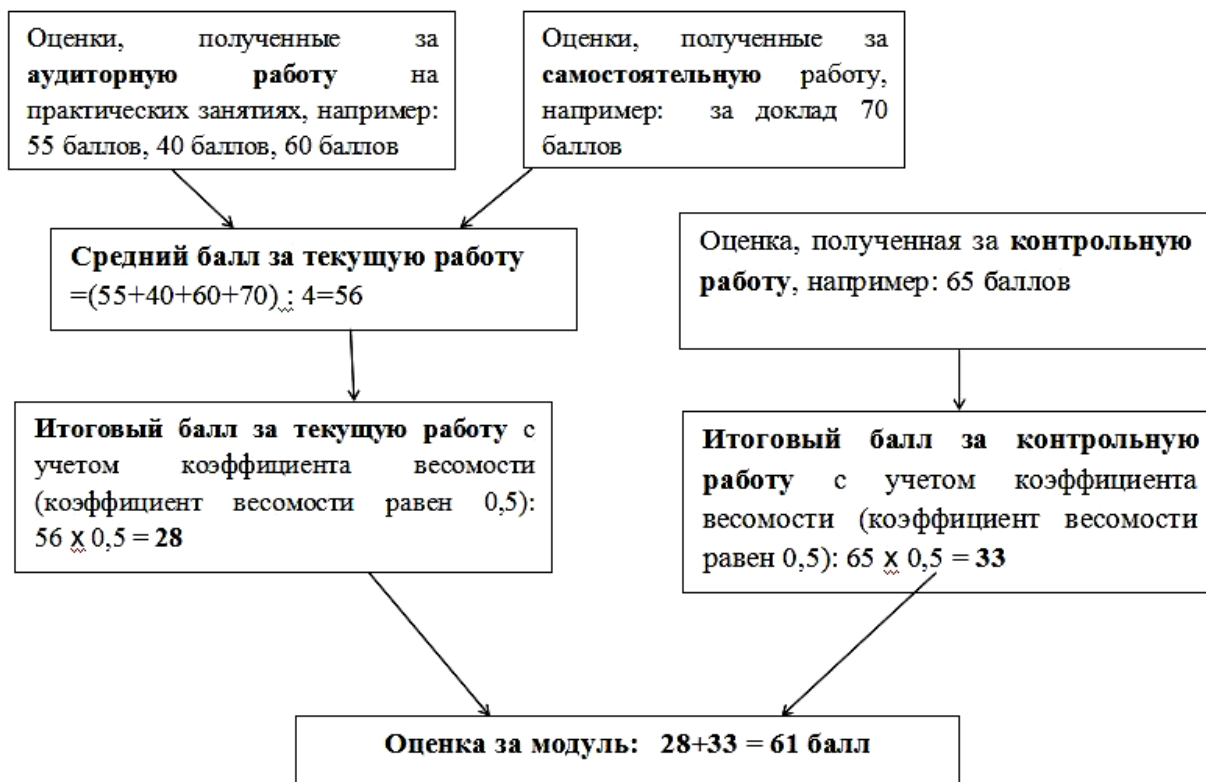 Оценки, полученные за
аудиторную работу на
практических занятиях, например:
55 баллов, 40 баллов, 60 баллов
Оценки, полученные за
самостоятельную работу,
например: за доклад 70
баллов
Средний балл за текущую работу
=(55+40+60+70) : 4=56
Оценка, полученная за контрольную
работу, например: 65 баллов
Итоговый балл за текущую работу с
учетом коэффициента весомости
(коэффициент весомости равен 0,5):
56 х 0,5 = 28
Итоговый балл за контрольную
работу с учетом коэффициента
весомости (коэффициент весомости
равен 0,5): 65 х 0,5 = 33
Оценка за модуль: 28+33 = 61 балл